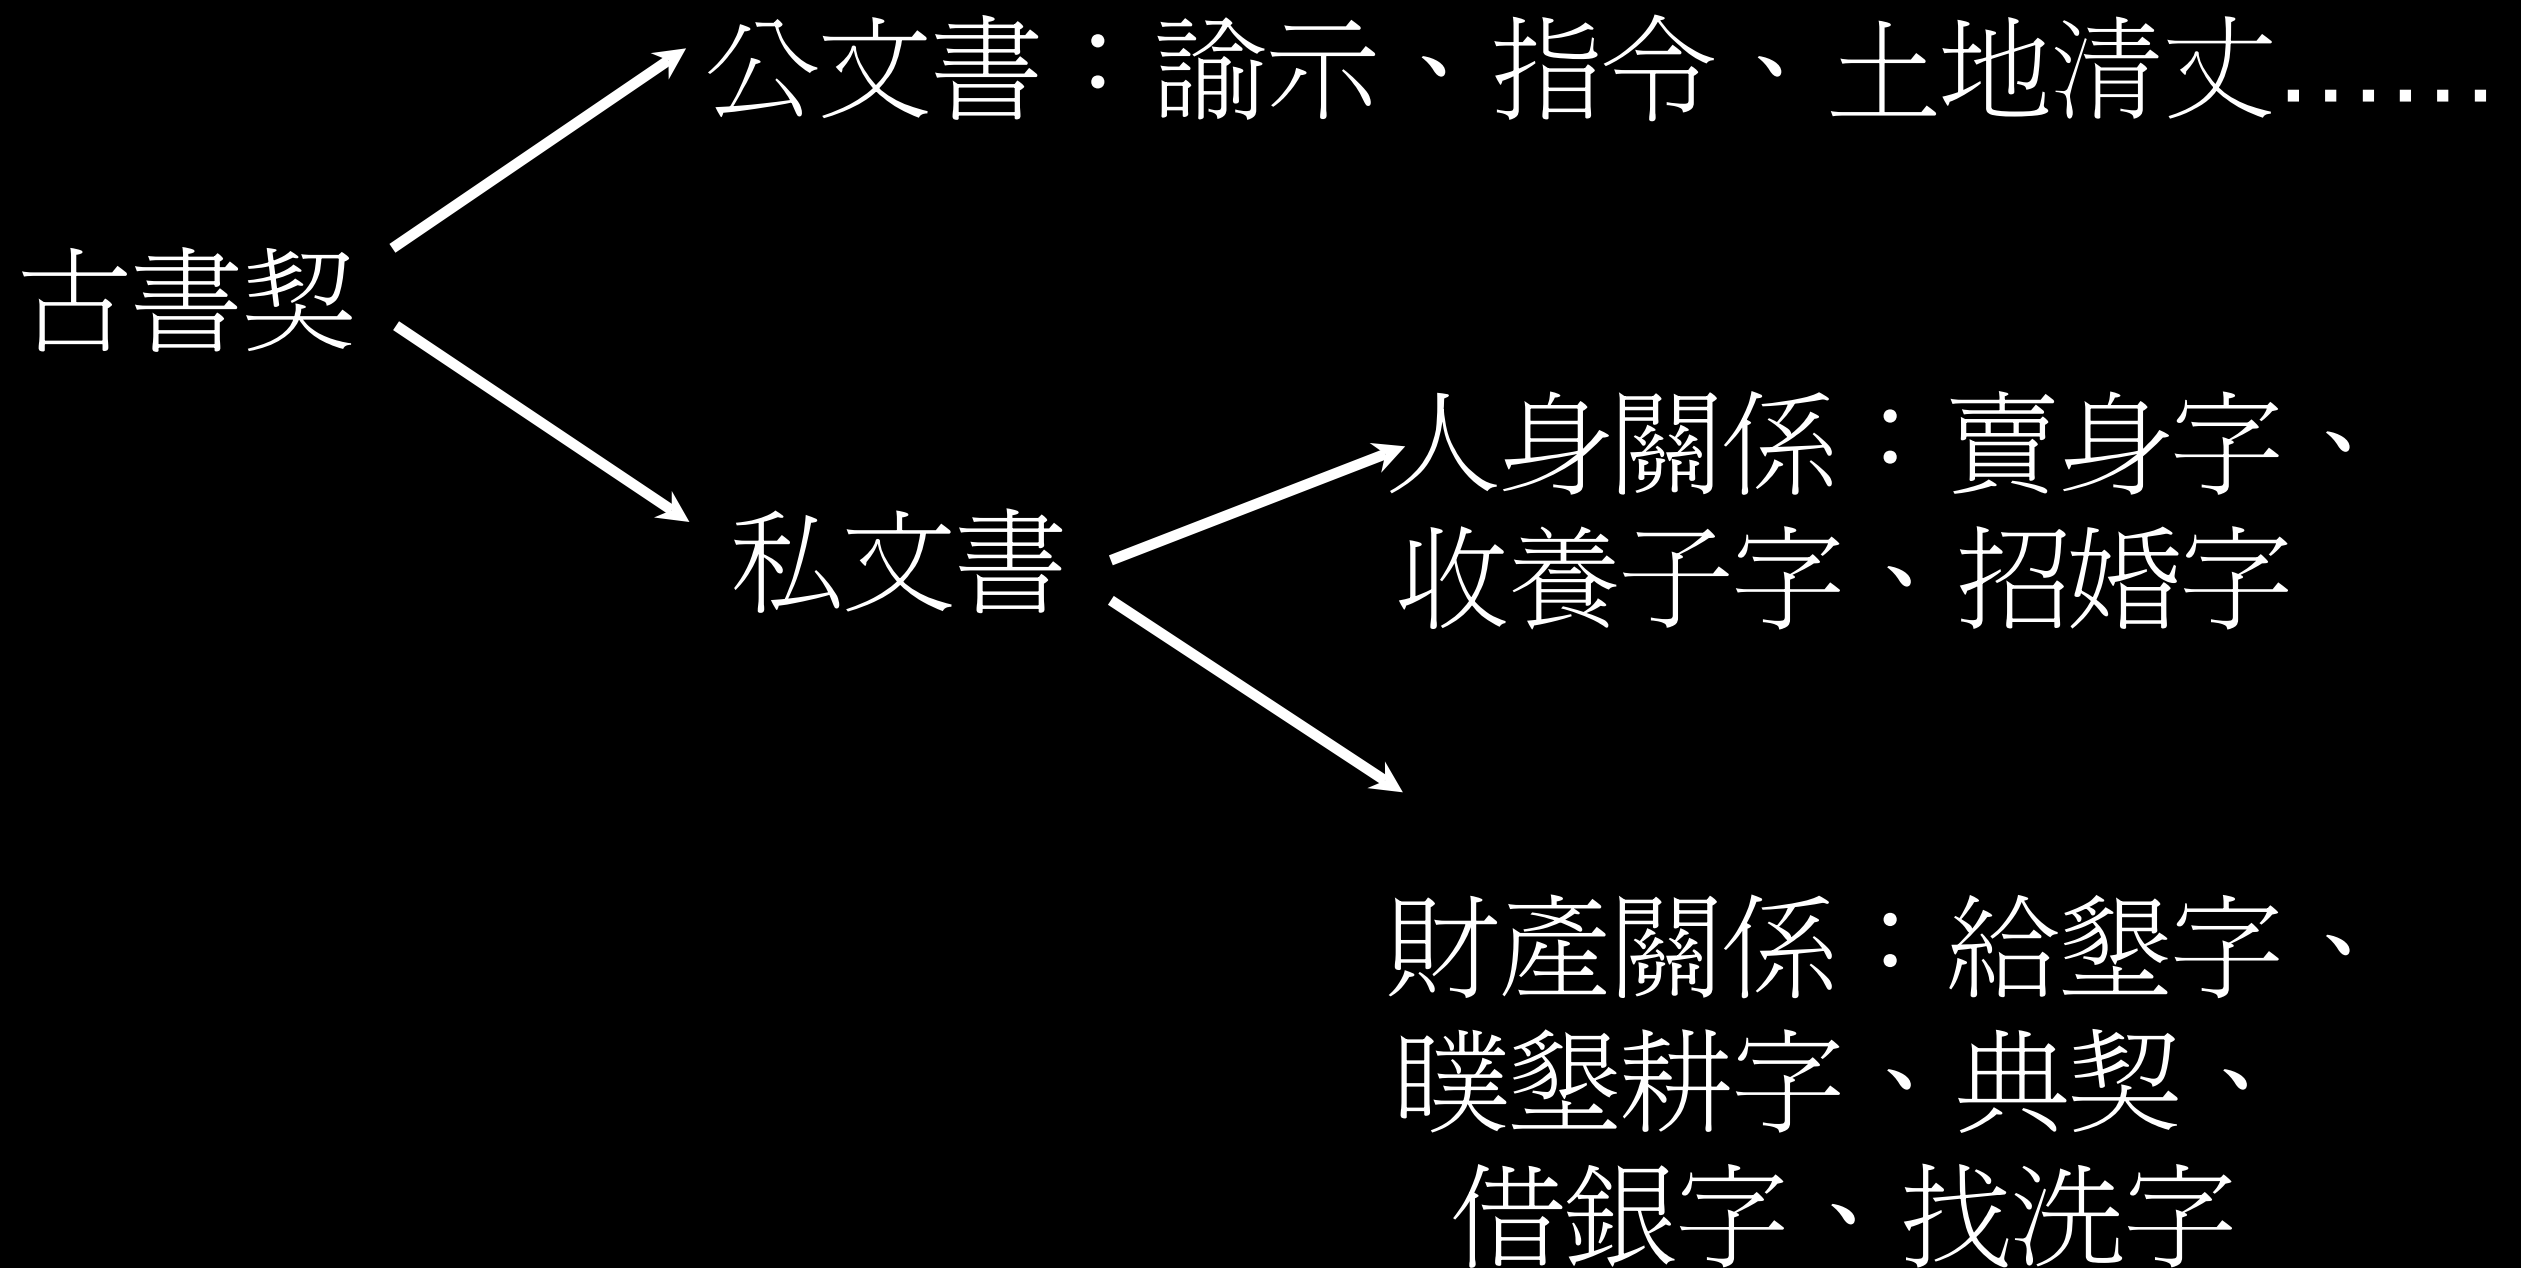 公文書：諭示、指令、土地清丈......
古書契
私文書
人身關係：賣身字、
收養子字、招婚字
財產關係：給墾字、
瞨墾耕字、典契、
借銀字、找洗字